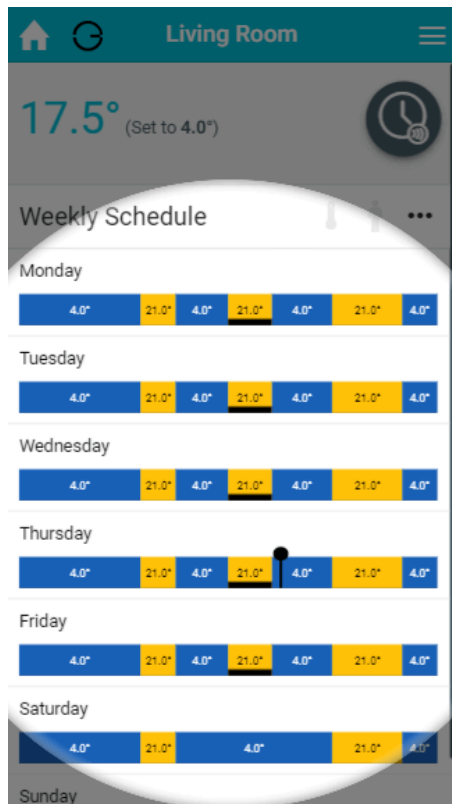 Living Room
17.5° (Set to 4.0°)
Weekly Schedule
Monday
4.0° 21.0° 4.0° 21.0° 4.0° 21.0° 4.0°
Tuesday
4.0° 21.0° 4.0° 21.0° 4.0° 21.0° 4.0°
Wednesday
4.0° 21.0° 4.0° 21.0° 4.0° 21.0° 4.0°
Thursday
4.0° 21.0° 4.0° 21.0° 4.0° 21.0° 4.0°
Friday
4.0° 21.0° 4.0° 21.0° 4.0° 21.0° 4.0°
Saturday
4.0° 21.0° 4.0° 21.0° 4.0°
Sunday